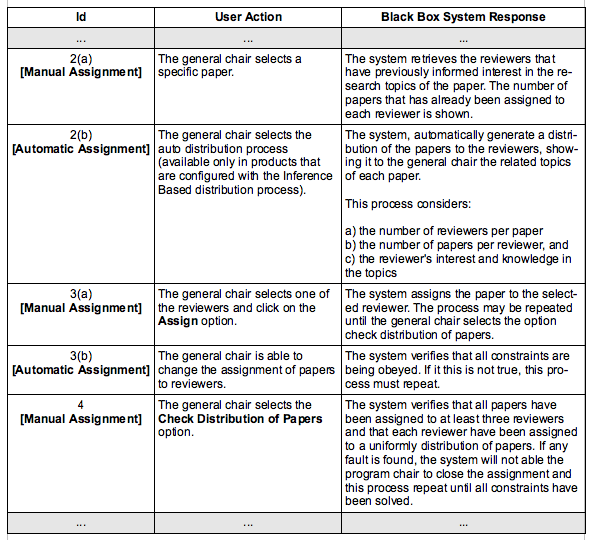 Id User Action Black Box System Response
... ... ...
2(a)
[Manual Assignment]
The general chair selects a
specific paper.
The system retrieves the reviewers that
have previously informed interest in the re-
search topics of the paper. The number of
papers that has already been assigned to
each reviewer is shown.
2(b)
[Automatic Assignment]
The general chair selects the
auto distribution process
(available only in products that
are configured with the Inference
Based distribution process).
The system, automatically generate a distri-
bution of the papers to the reviewers, show-
ing it to the general chair the related topics
of each paper.
This process considers:
a) the number of reviewers per paper
b) the number of papers per reviewer, and
c) the reviewer's interest and knowledge in
the topics
3(a)
[Manual Assignment]
The general chair selects one of
the reviewers and click on the
Assign option.
The system assigns the paper to the select-
ed reviewer. The process may be repeated
until the general chair selects the option
check distribution of papers.
3(b)
[Automatic Assignment]
The general chair is able to
change the assignment of papers
to reviewers.
The system verifies that all constraints are
being obeyed. If it this is not true, this pro-
cess must repeat.
4
[Manual Assignment]
The general chair selects the
Check Distribution of Papers
option.
The system verifies that all papers have
been assigned to at least three reviewers
and that each reviewer have been assigned
to a uniformly distribution of papers. If any
fault is found, the system will not able the
program chair to close the assignment and
this process repeat until all constraints have
been solved.
... ... ...